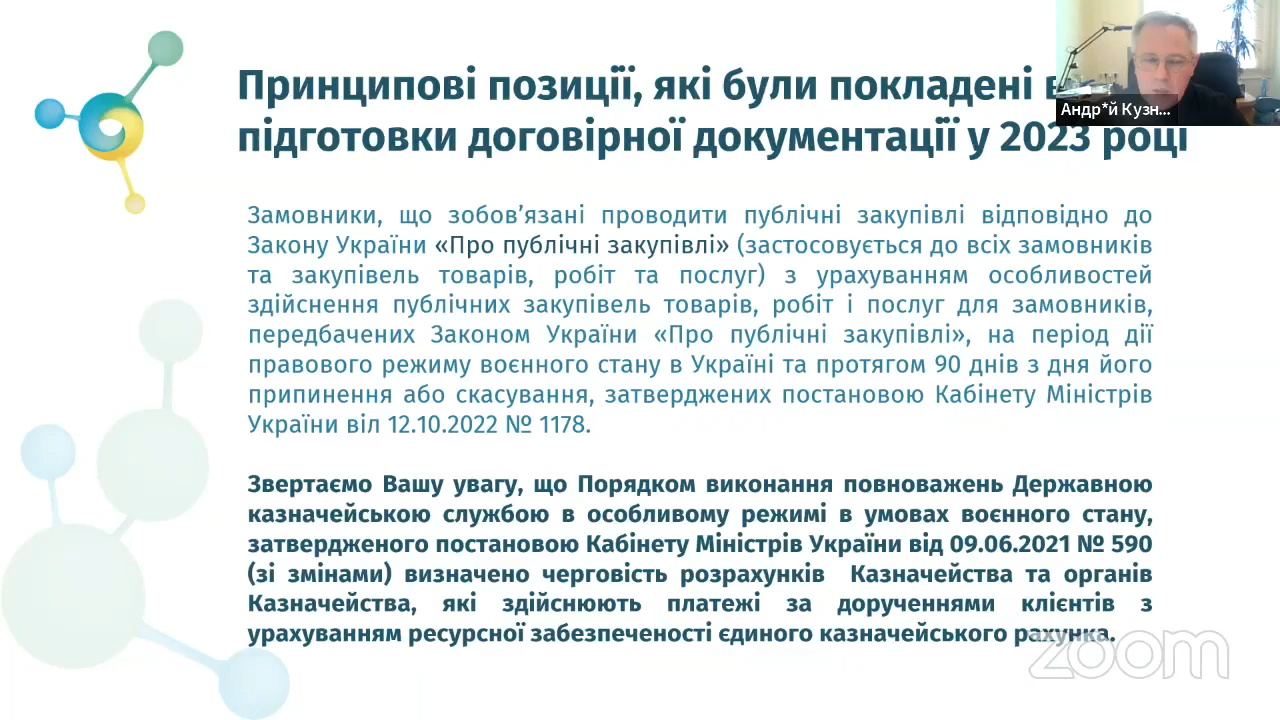 Принципові позиції, які були покладені в
підготовки договірної документації у 2023 році
Андр*й Кузн...
Замовники, що зобов’язані проводити публічні закупівлі відповідно до
Закону України «Про публічні закупівлі» (застосовується до всіх замовників
та закупівель товарів, робіт та послуг) з урахуванням особливостей
здійснення публічних закупівель товарів, робіт і послуг для замовників,
передбачених Законом України «Про публічні закупівлі», на період дії
правового режиму воєнного стану в Україні та протягом 90 днів з дня його
припинення або скасування, затверджених постановою Кабінету Міністрів
України віл 12.10.2022 № 1178.
Звертаємо Вашу увагу, що Порядком виконання повноважень Державною
казначейською службою в особливому режимі в умовах воєнного стану,
затвердженого постановою Кабінету Міністрів України від 09.06.2021 № 590
(зі змінами) визначено черговість розрахунків Казначейства та органів
Казначейства, які здійснюють платежі за дорученнями клієнтів з
урахуванням ресурсної забезпеченості єдиного казначейського рахунка.
zoom